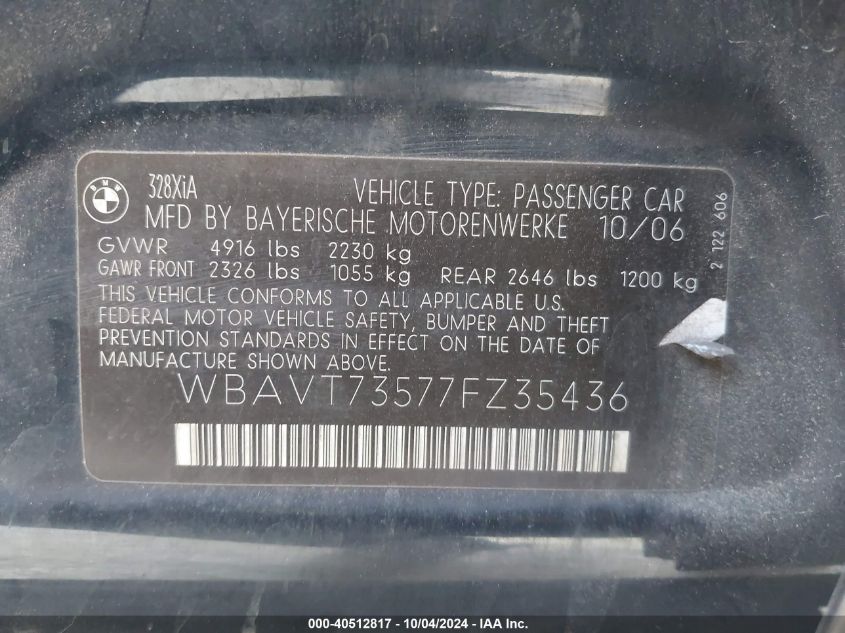 BMW
328XiA VEHICLE TYPE: PASSENGER CAR
MFD BY BAYERISCHE MOTORENWERKE 10/06
GVWR 4916 lbs 2230 kg
GAWR FRONT 2326 lbs 1055 kg REAR 2646 lbs 1200 kg
THIS VEHICLE CONFORMS TO ALL APPLICABLE U.S.
FEDERAL MOTOR VEHICLE SAFETY, BUMPER AND THEFT
PREVENTION STANDARDS IN EFFECT ON THE DATE OF
MANUFACTURE SHOWN ABOVE.
WBAVT73577FZ35436
2 122 606
000-40512817 - 10/04/2024 - IAA Inc.